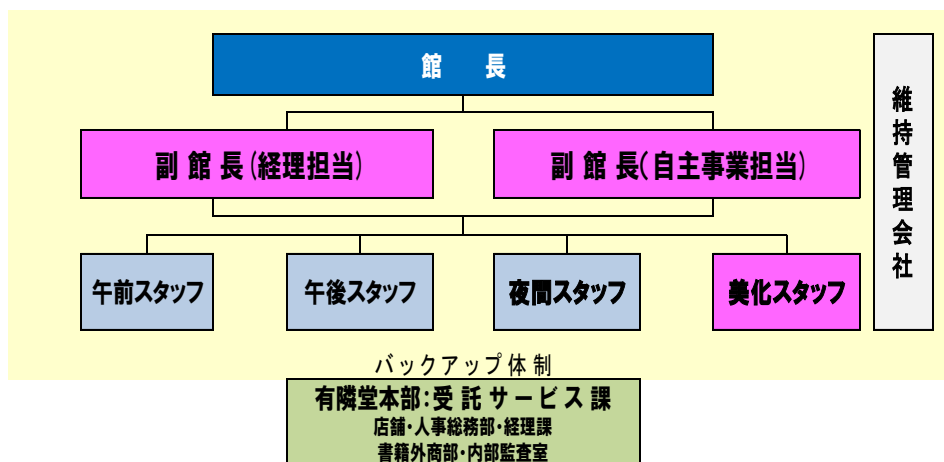 館　長
副 館 長(経理担当)
副 館 長(自主事業担当)
午前スタッフ
午後スタッフ
夜間スタッフ
美化スタッフ
維持管理会社
バックアップ体制
有隣堂本部:受託サービス課
店舗・人事総務部・経理課
書籍外商部・内部監査室